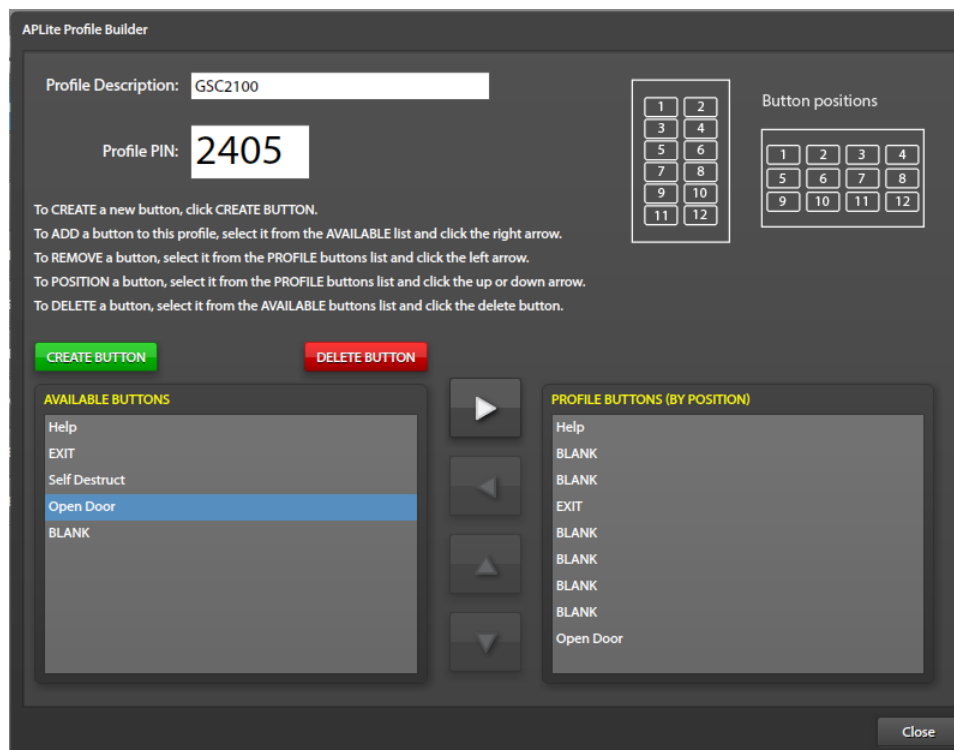 APLite Profile Builder
Profile Description: GSC2100
Profile PIN: 2405
Button positions
1 2
3 4
5 6
7 8
9 10
11 12
1 2 3 4
5 6 7 8
9 10 11 12
To CREATE a new button, click CREATE BUTTON.
To ADD a button to this profile, select it from the AVAILABLE list and click the right arrow.
To REMOVE a button, select it from the PROFILE buttons list and click the left arrow.
To POSITION a button, select it from the PROFILE buttons list and click the up or down arrow.
To DELETE a button, select it from the AVAILABLE buttons list and click the delete button.
CREATE BUTTON
DELETE BUTTON
AVAILABLE BUTTONS
Help
EXIT
Self Destruct
Open Door
BLANK
PROFILE BUTTONS (BY POSITION)
Help
BLANK
BLANK
EXIT
BLANK
BLANK
BLANK
BLANK
Open Door
Close